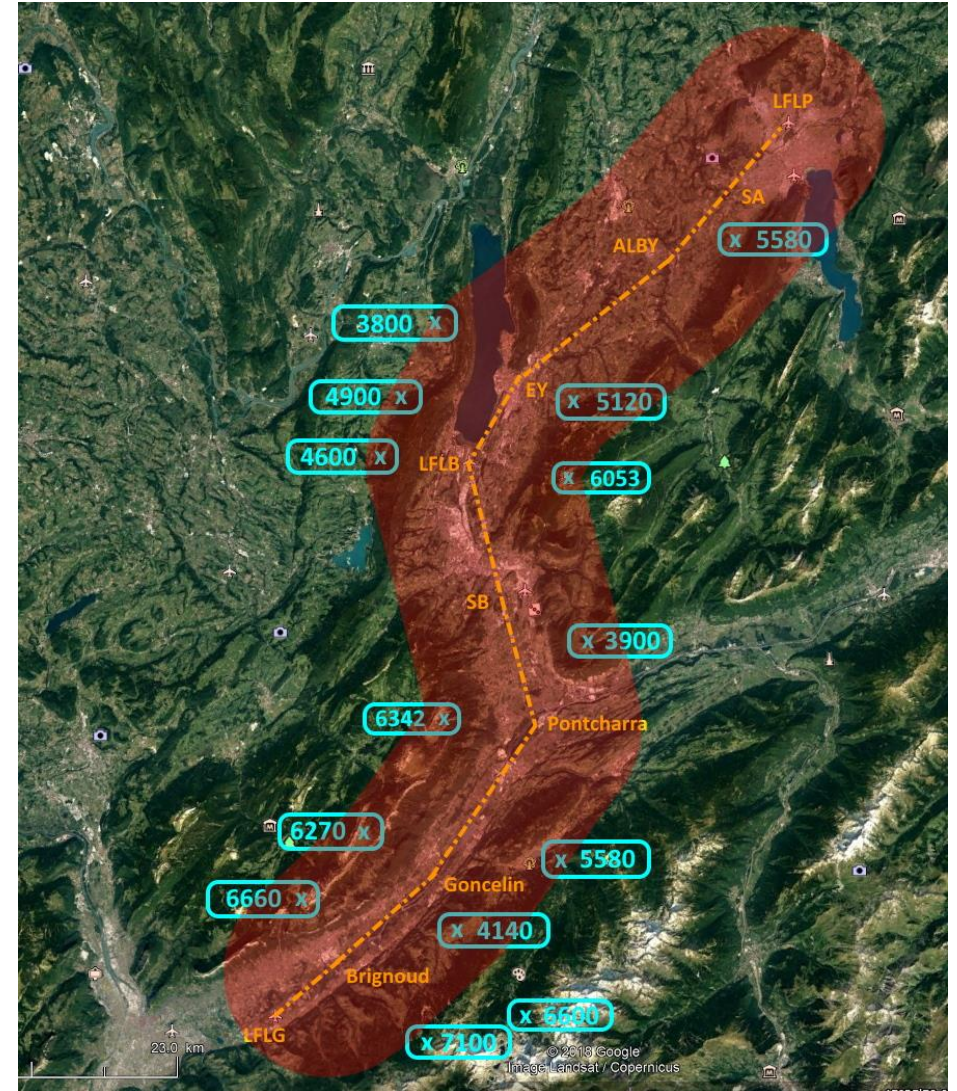 LFLP
SA
ALBY
x 5580
3800 x
EY
4900 x
x 5120
4600 x
LFLB
x 6053
SB
x 3900
6342 x
Pontcharra
6270 x
x 5580
Goncelin
6660 x
x 4140
Brignoud
x 6600
LFLG
x 7100
23.0 km
© 2018 Google
Image Landsat / Copernicus